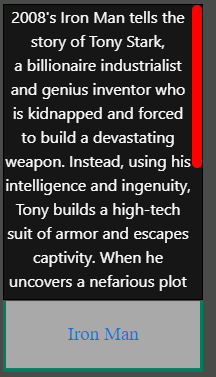 2008's Iron Man tells the
story of Tony Stark,
a billionaire industrialist
and genius inventor who
is kidnapped and forced
to build a devastating
weapon. Instead, using his
intelligence and ingenuity,
Tony builds a high-tech
suit of armor and escapes
captivity. When he
uncovers a nefarious plot
Iron Man